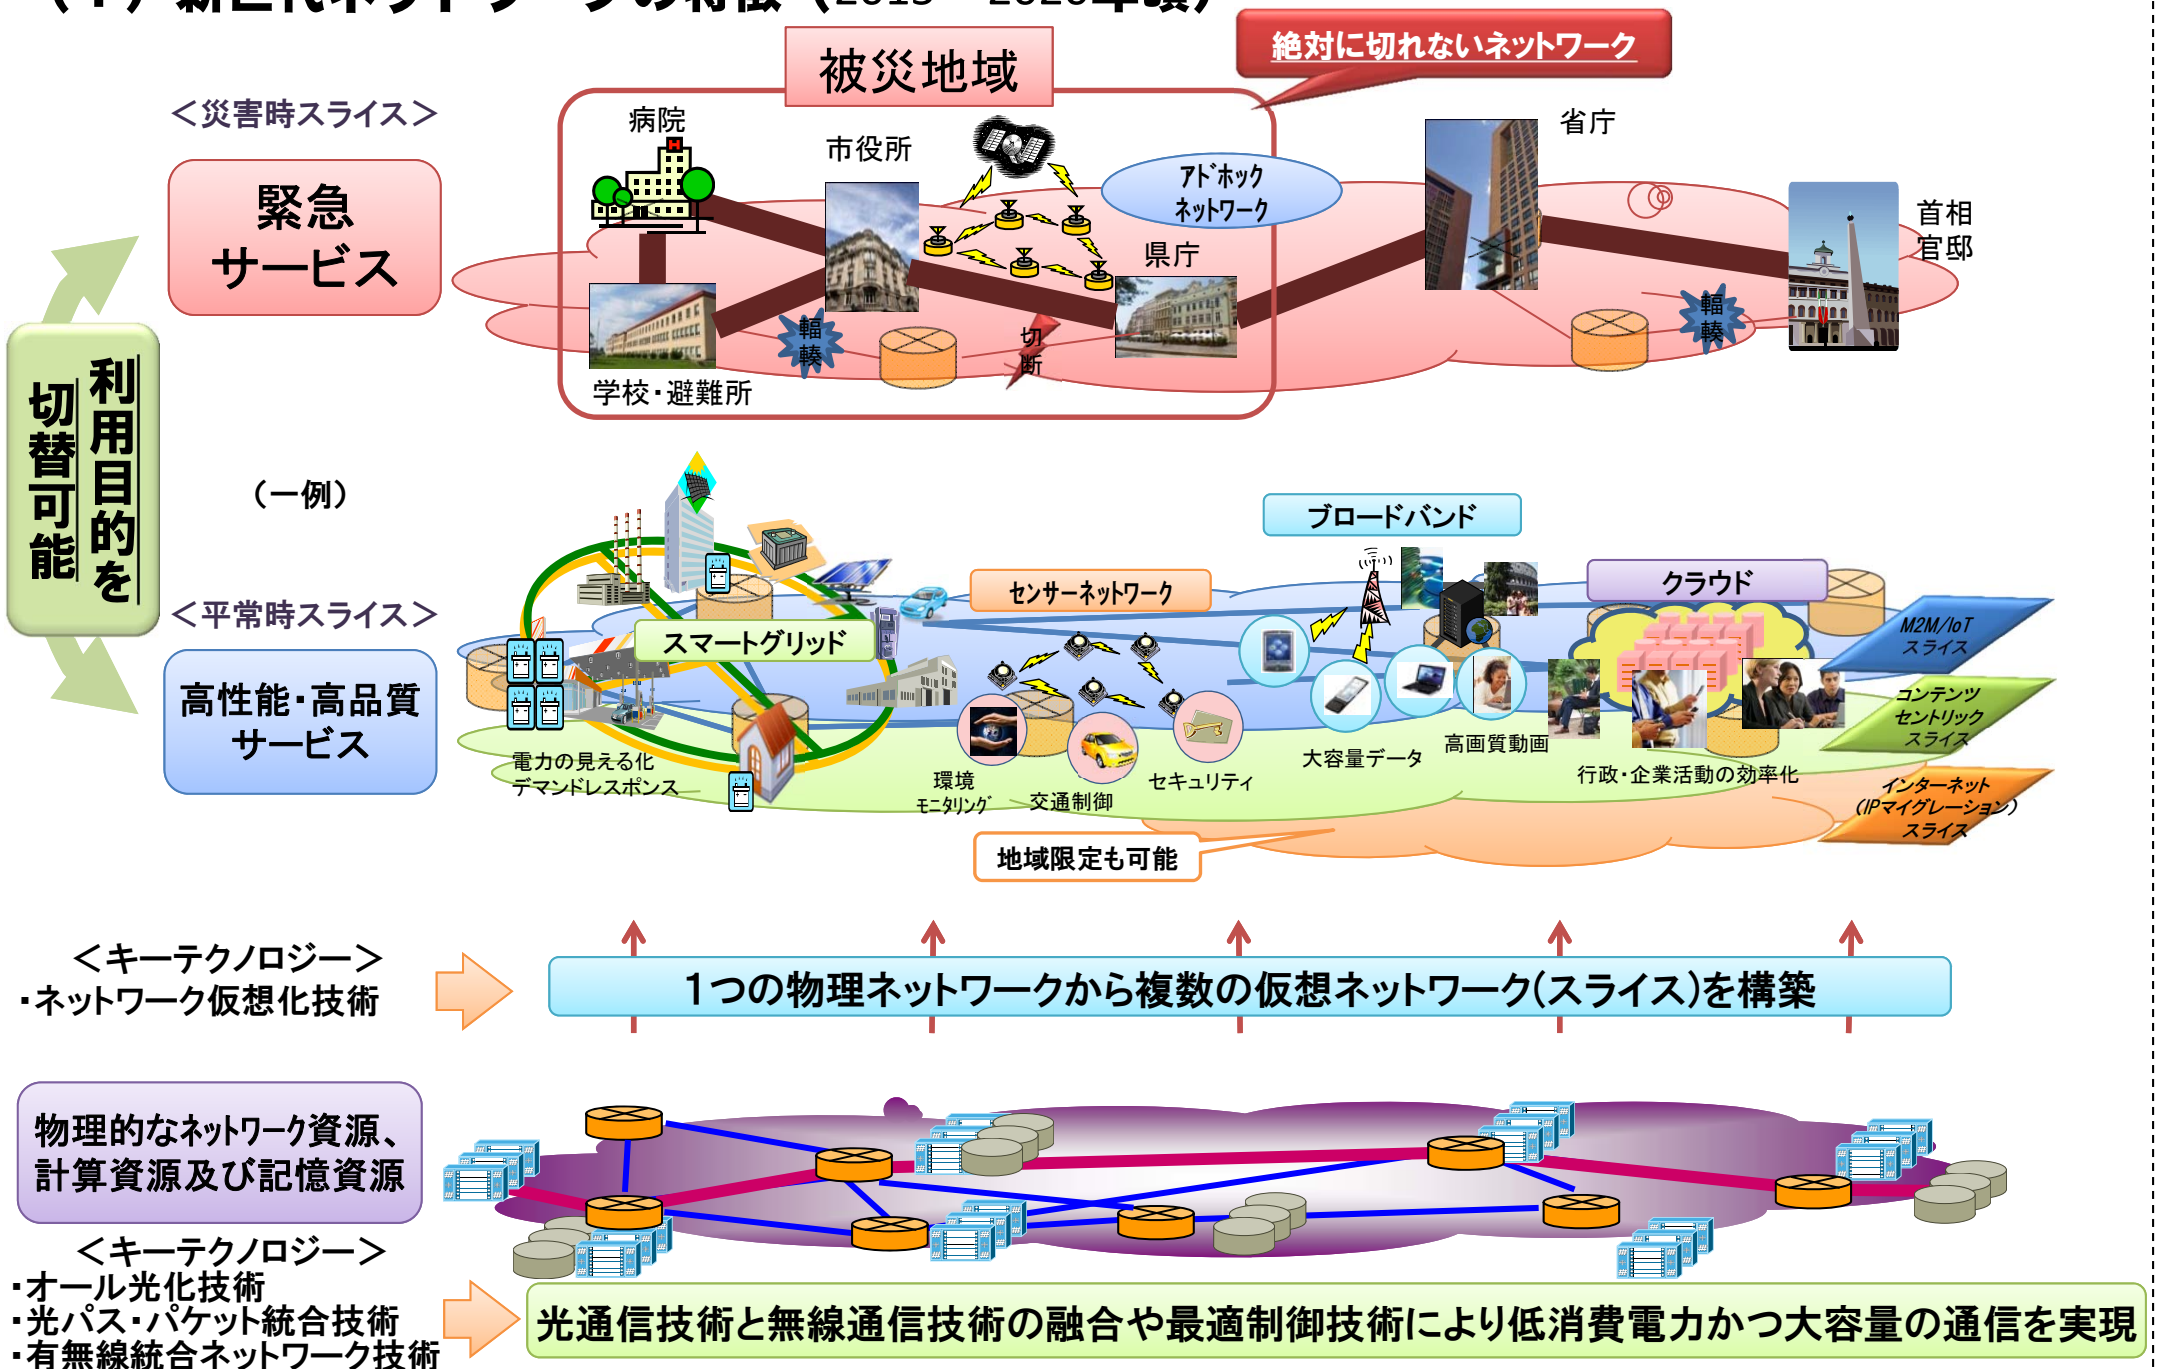 絶対に切れないネットワーク
被災地域
<災害時スライス>
病院
市役所
省庁
アドホック
ネットワーク
緊急
サービス
首相
官邸
県庁
輻
輳
切
断
輻
輳
学校・避難所
利用目的を
切替可能
(一例)
ブロードバンド
クラウド
センサーネットワーク
<平常時スライス>
スマートグリッド
M2M/IoT
スライス
高性能・高品質
サービス
コンテンツ
セントリック
スライス
電力の見える化
デマンドレスポンス
大容量データ
高画質動画
行政・企業活動の効率化
環境
モニタリング
交通制御
セキュリティ
インターネット
(IPマイグレーション)
スライス
地域限定も可能
<キーテクノロジー>
・ネットワーク仮想化技術
1つの物理ネットワークから複数の仮想ネットワーク(スライス)を構築
物理的なネットワーク資源、
計算資源及び記憶資源
<キーテクノロジー>
・オール光化技術
・光パス・パケット統合技術
・有無線統合ネットワーク技術
光通信技術と無線通信技術の融合や最適制御技術により低消費電力かつ大容量の通信を実現